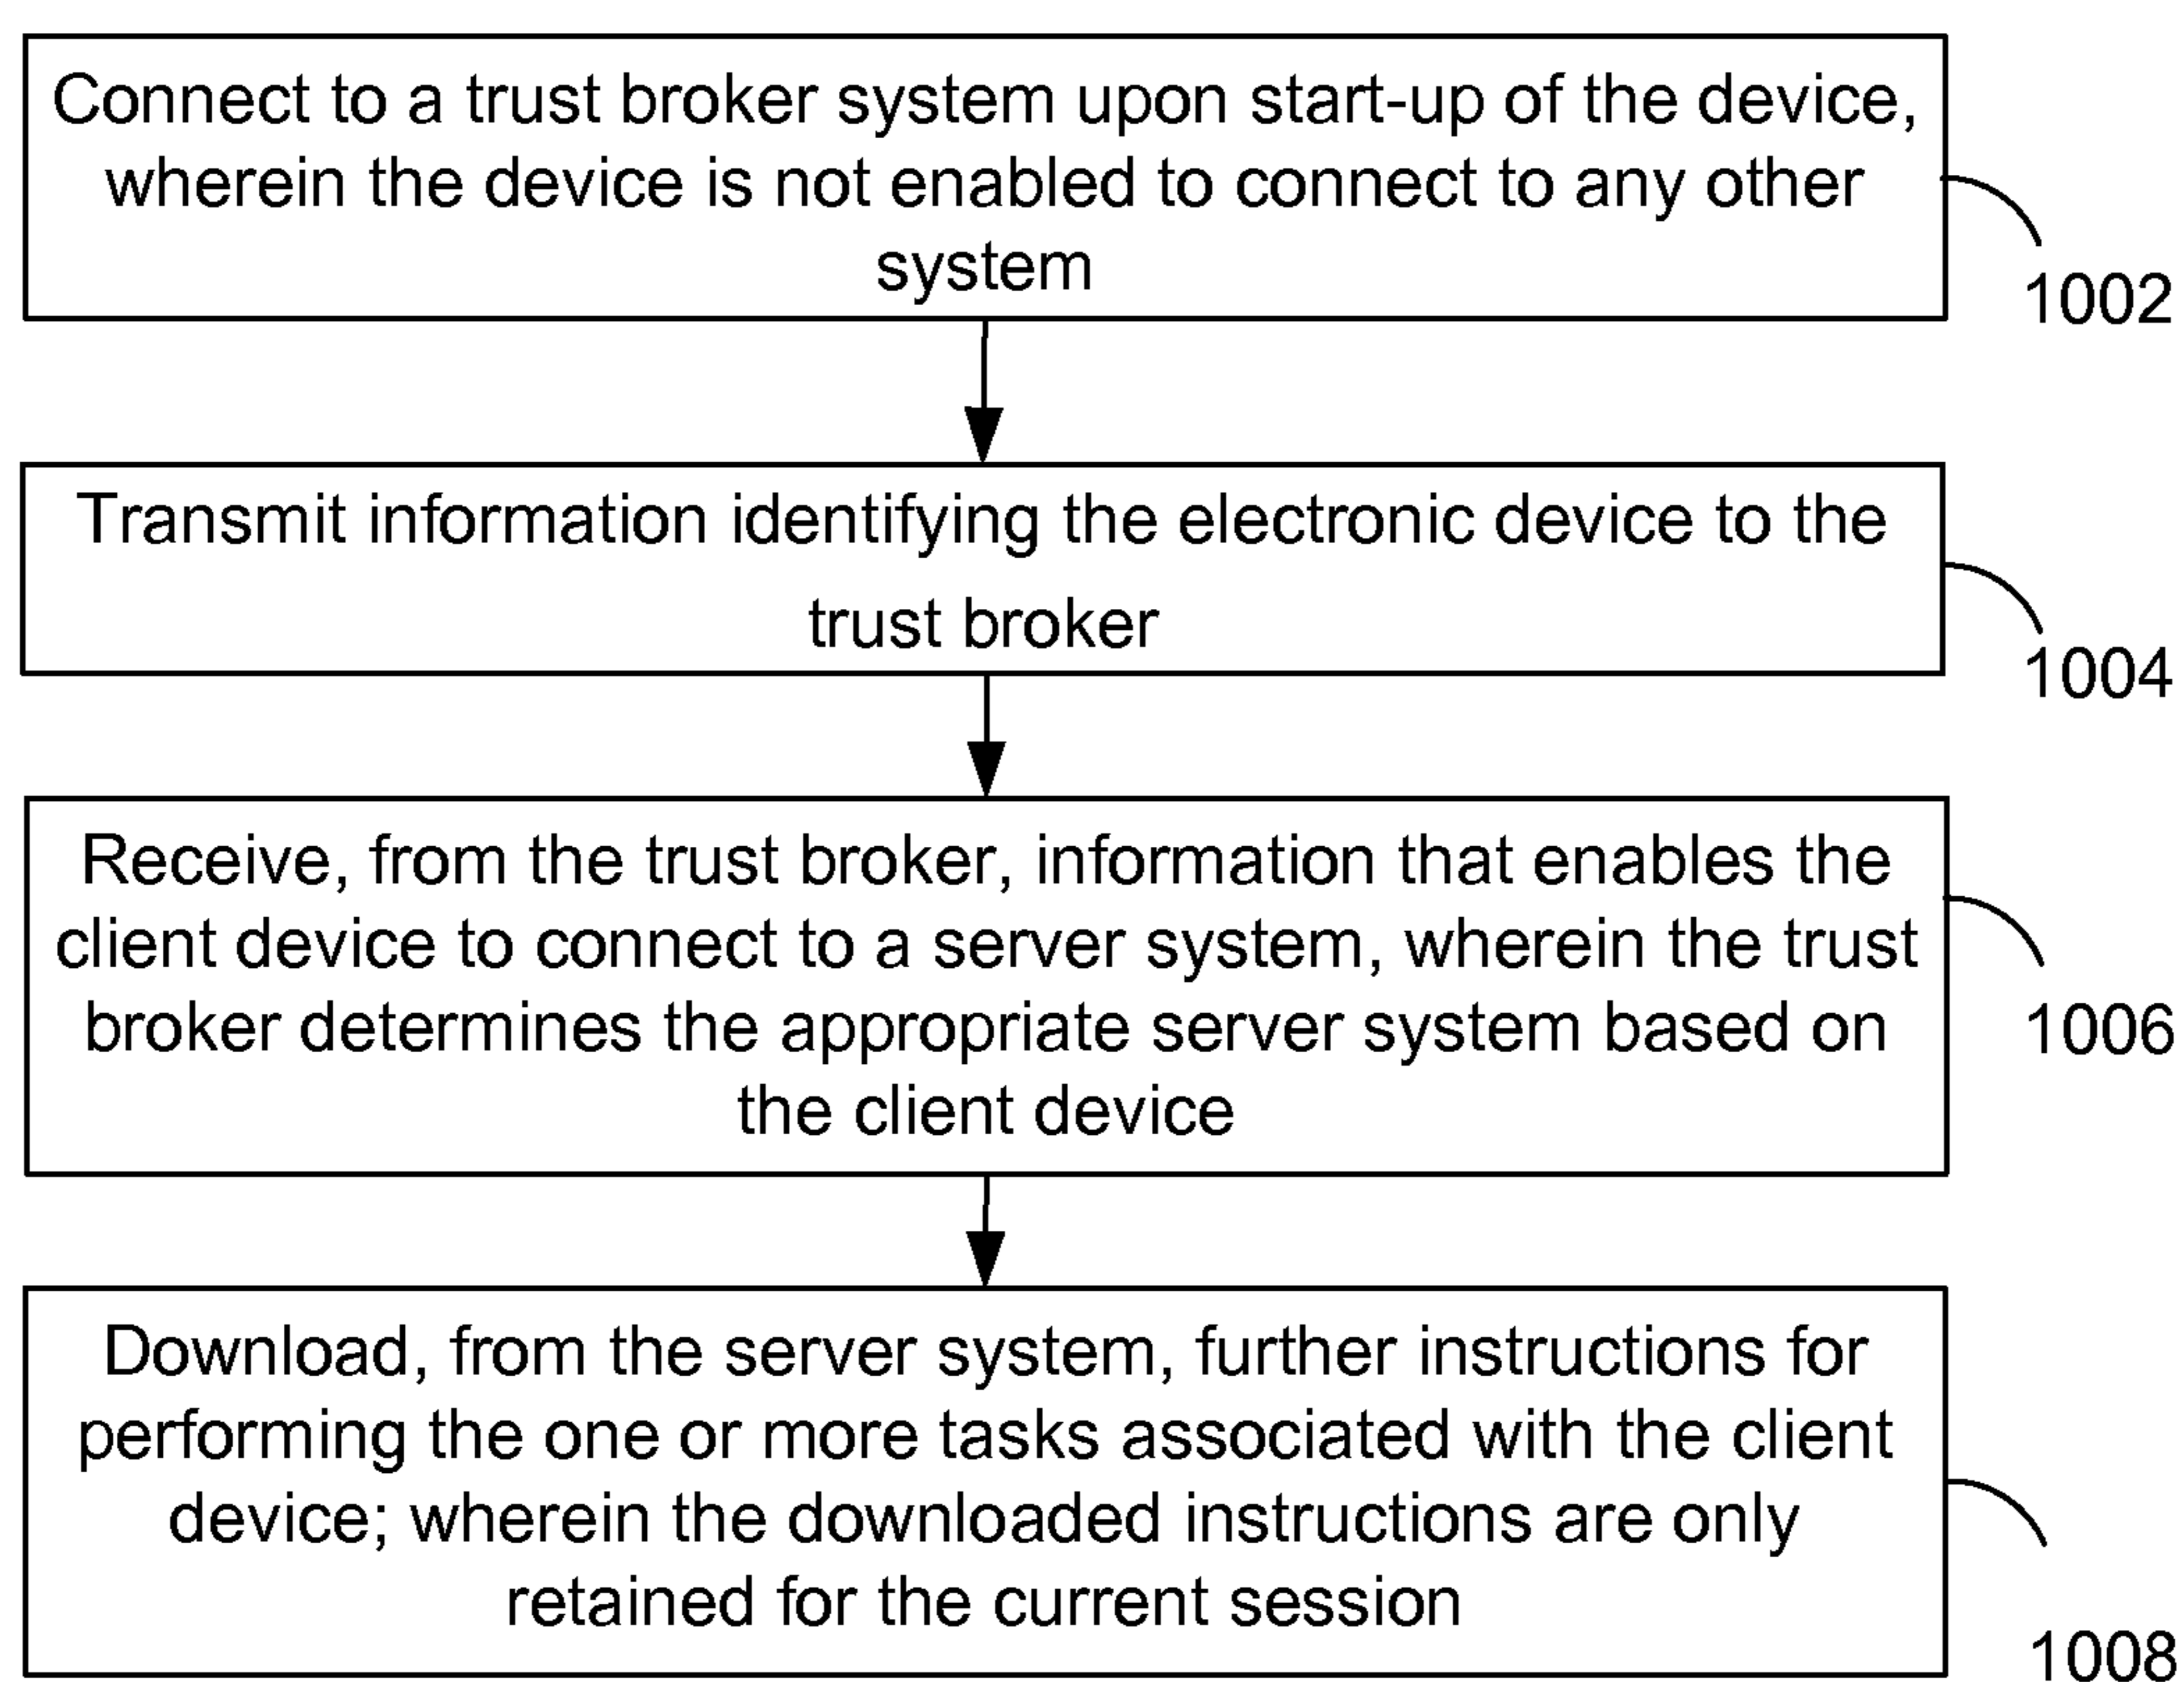 Connect to a trust broker system upon start-up of the device,
wherein the device is not enabled to connect to any other
system
1002
Transmit information identifying the electronic device to the
trust broker
1004
Receive, from the trust broker, information that enables the
client device to connect to a server system, wherein the trust
broker determines the appropriate server system based on
the client device
1006
Download, from the server system, further instructions for
performing the one or more tasks associated with the client
device; wherein the downloaded instructions are only
retained for the current session
1008